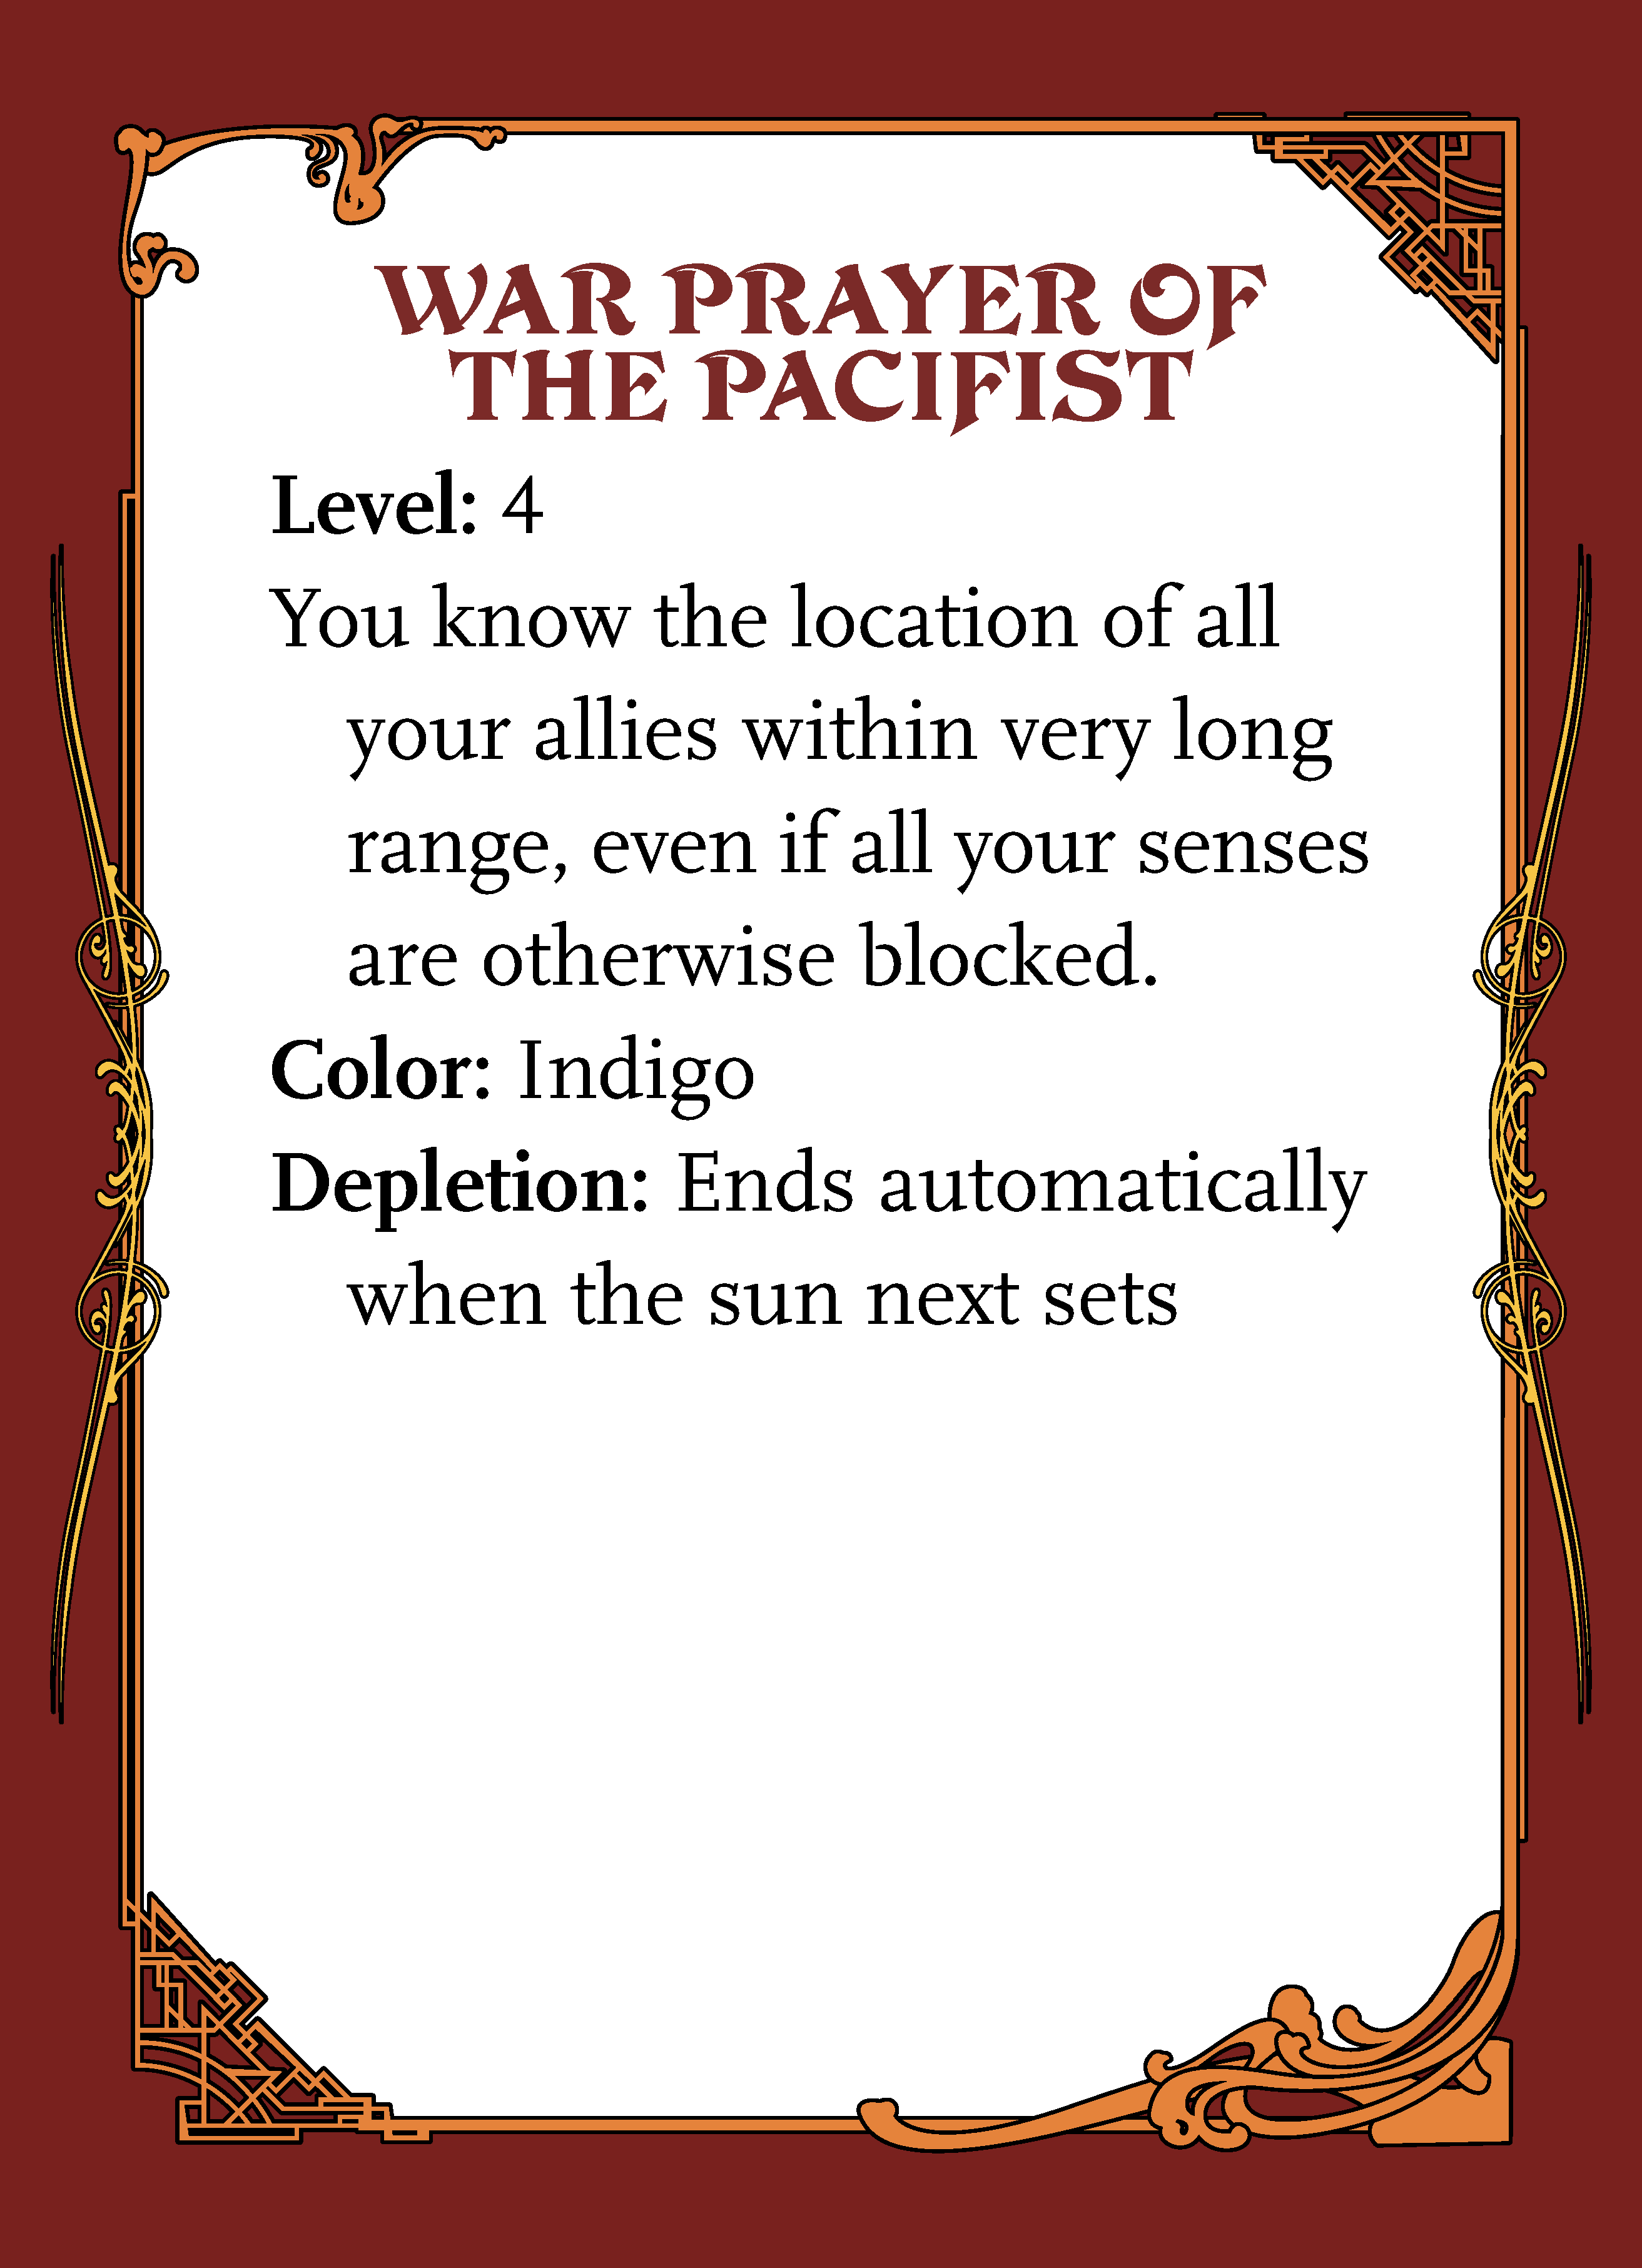 WAR PRAYER OF
THE PACIFIST
Level: 4
You know the location of all
your allies within very long
range, even if all your senses
are otherwise blocked.
Color: Indigo
Depletion: Ends automatically
when the sun next sets